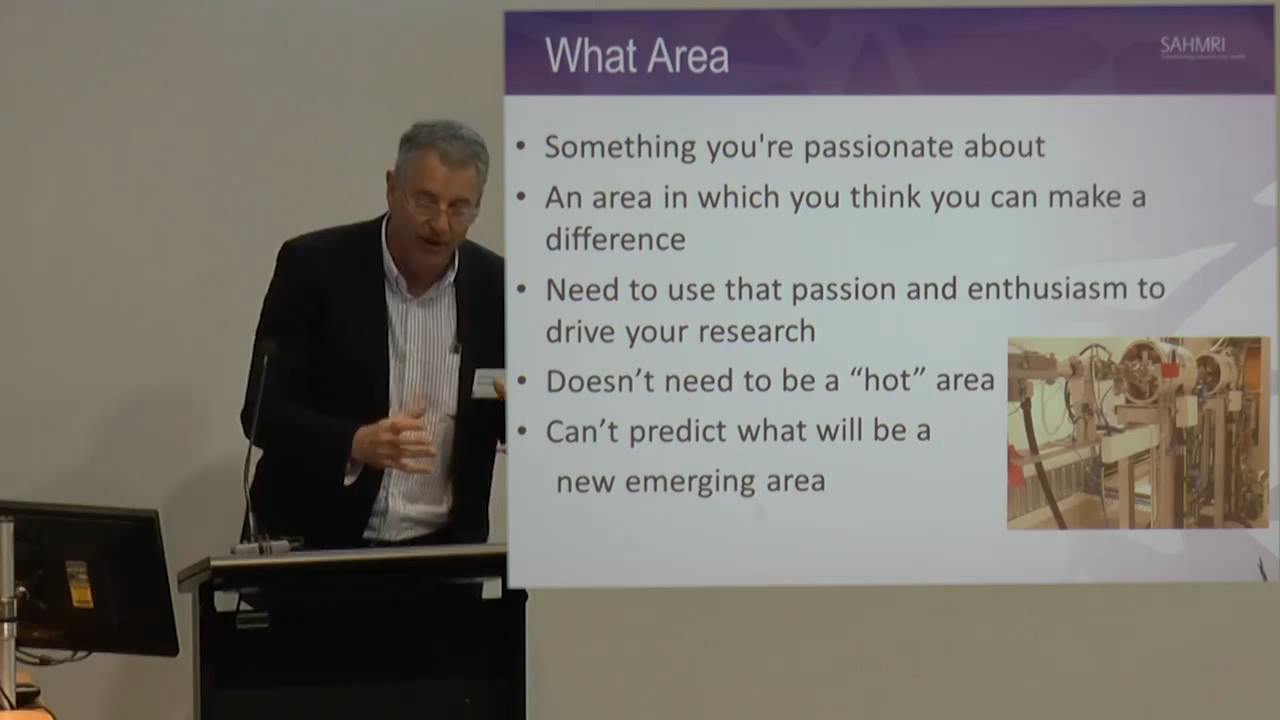 What Area
SAHMRI
• Something you're passionate about
• An area in which you think you can make a
difference
• Need to use that passion and enthusiasm to
drive your research
• Doesn’t need to be a “hot” area
• Can’t predict what will be a
new emerging area